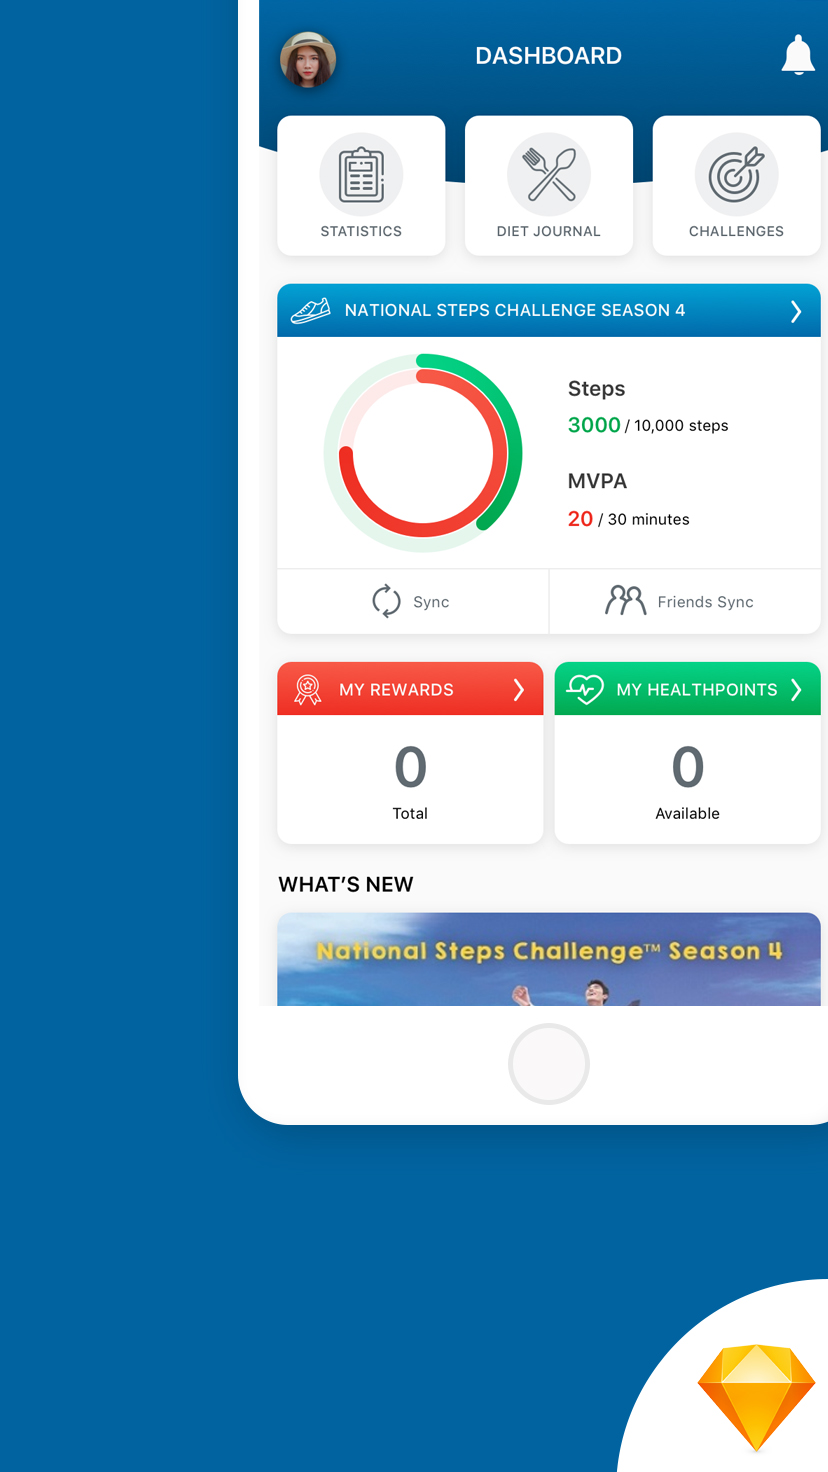 DASHBOARD
STATISTICS
DIET JOURNAL
CHALLENGES
NATIONAL STEPS CHALLENGE SEASON 4
Steps
3000 / 10,000 steps
MVPA
20 / 30 minutes
Sync
Friends Sync
MY REWARDS
MY HEALTHPOINTS
0
0
Total
Available
WHAT’S NEW
National Steps Challenge™ Season 4